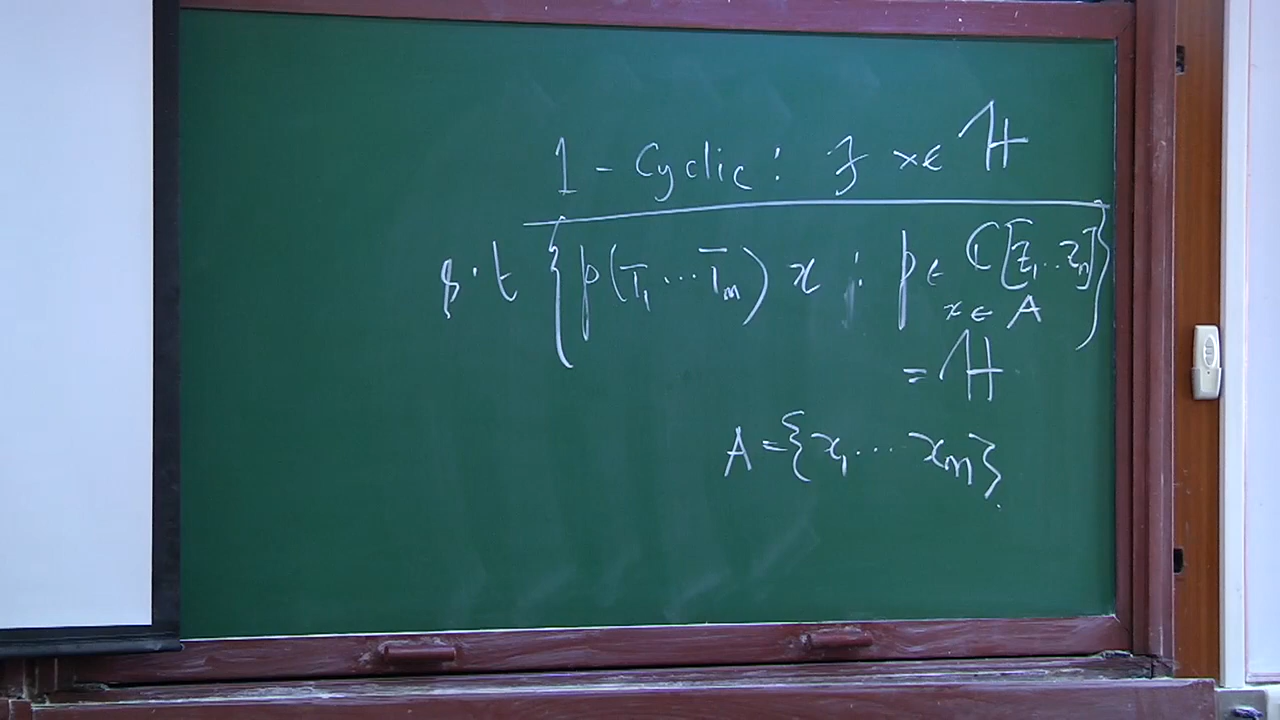 1 - Cyclic : ∃ x ∈ H
s.t {p(T₁ ... Tₘ) x : p ∈ ℂ[z₁..zₙ]}
x ∈ A
= H
A = {x₁ ... xₘ}